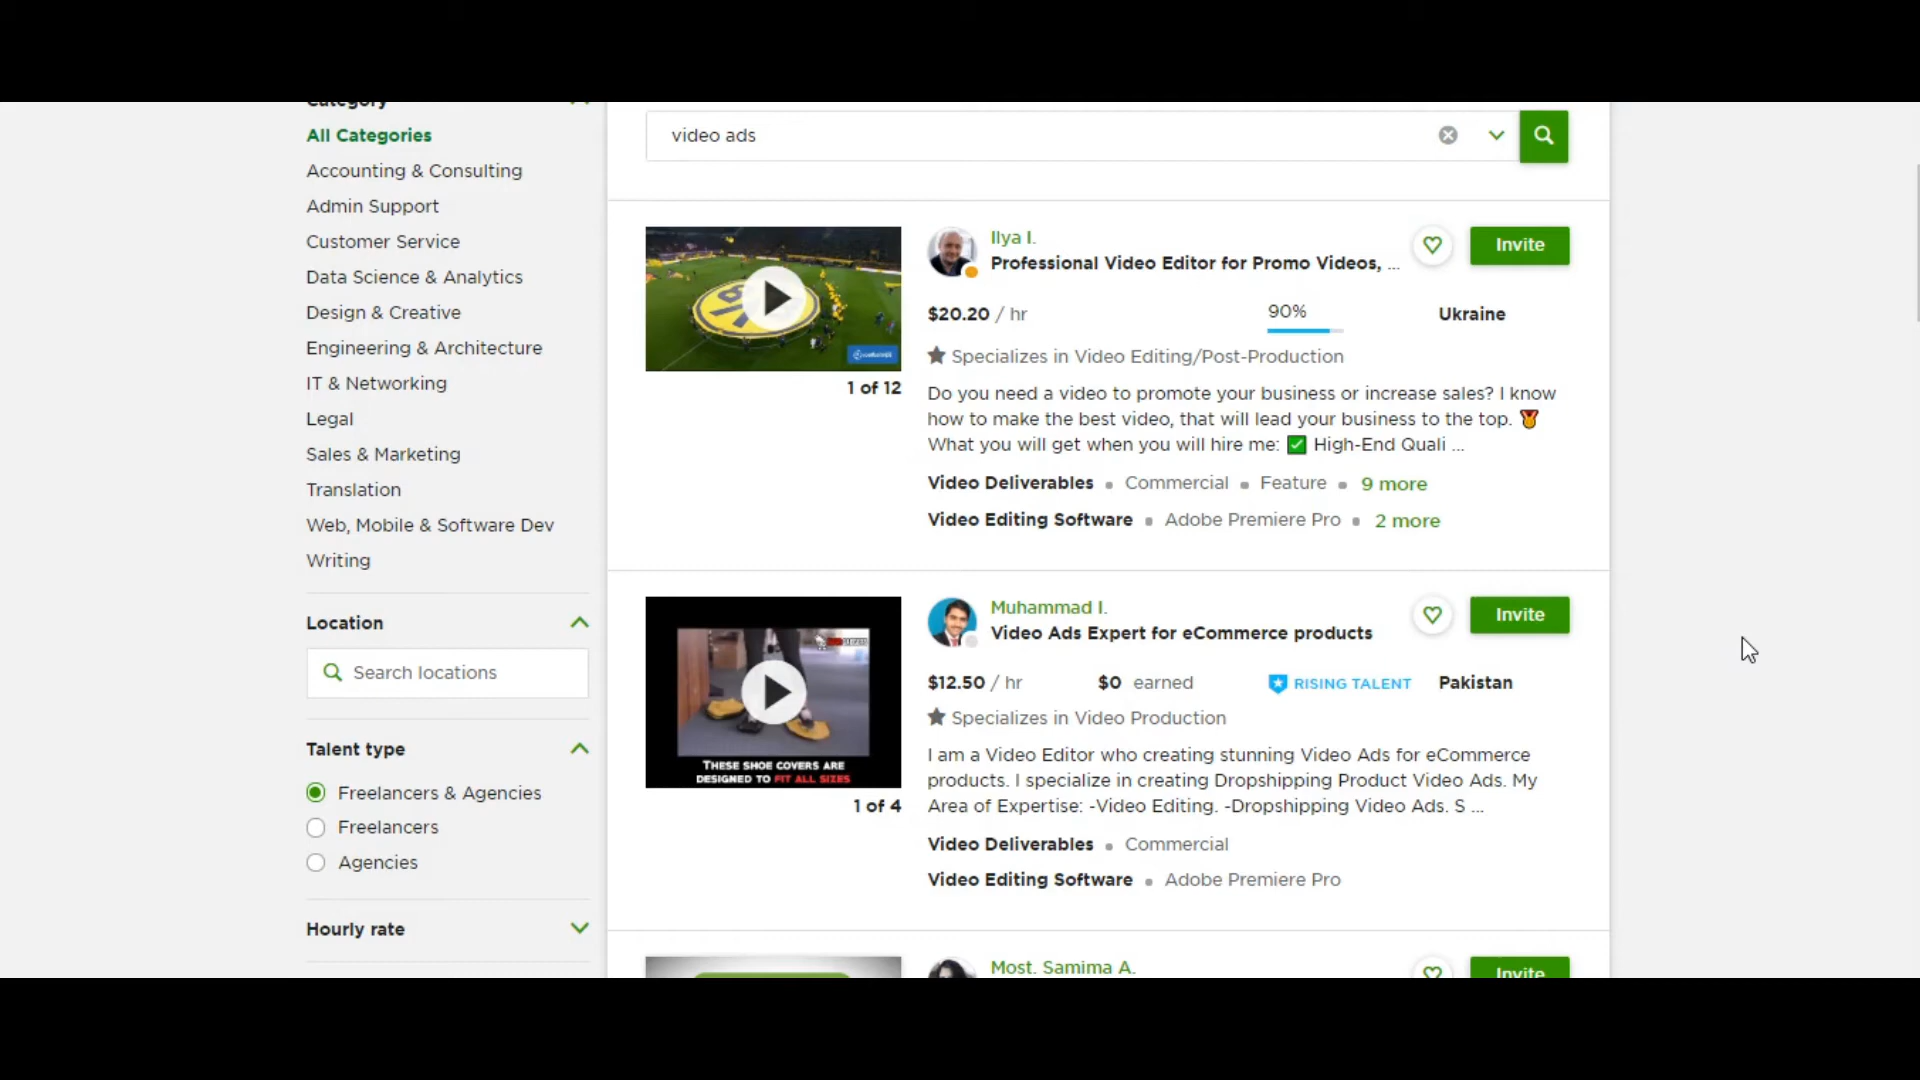 Category
All Categories
Accounting & Consulting
Admin Support
Customer Service
Data Science & Analytics
Design & Creative
Engineering & Architecture
IT & Networking
Legal
Sales & Marketing
Translation
Web, Mobile & Software Dev
Writing
Location
Search locations
Talent type
Freelancers & Agencies
Freelancers
Agencies
Hourly rate
video ads
1 of 12
Ilya I.
Professional Video Editor for Promo Videos, ...
Invite
$20.20 / hr
90%
Ukraine
Specializes in Video Editing/Post-Production
Do you need a video to promote your business or increase sales? I know
how to make the best video, that will lead your business to the top. 🏅
What you will get when you will hire me: ✅ High-End Quali ...
Video Deliverables • Commercial • Feature • 9 more
Video Editing Software • Adobe Premiere Pro • 2 more
THESE SHOE COVERS ARE
DESIGNED TO FIT ALL SIZES
1 of 4
Muhammad I.
Video Ads Expert for eCommerce products
Invite
$12.50 / hr
$0 earned
RISING TALENT
Pakistan
Specializes in Video Production
I am a Video Editor who creating stunning Video Ads for eCommerce
products. I specialize in creating Dropshipping Product Video Ads. My
Area of Expertise: -Video Editing. -Dropshipping Video Ads. S ...
Video Deliverables • Commercial
Video Editing Software • Adobe Premiere Pro
Most. Samima A.
Invite